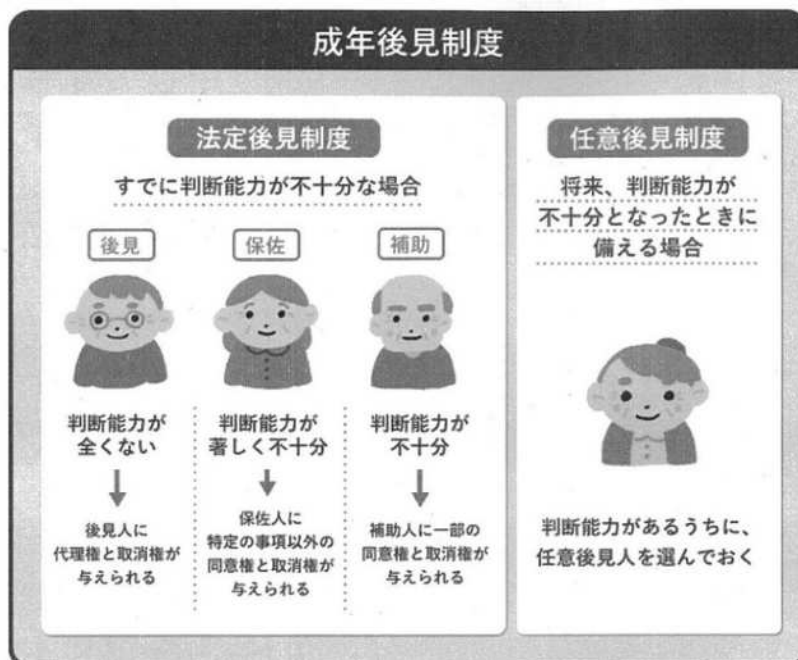 成年後見制度
法定後見制度
すでに判断能力が不十分な場合
後見
判断能力が
全くない
後見人に
代理権と取消権が
与えられる
保佐
判断能力が
著しく不十分
保佐人に
特定の事項以外の
同意権と取消権が
与えられる
補助
判断能力が
不十分
補助人に一部の
同意権と取消権が
与えられる
任意後見制度
将来、判断能力が
不十分となったときに
備える場合
判断能力があるうちに、
任意後見人を選んでおく